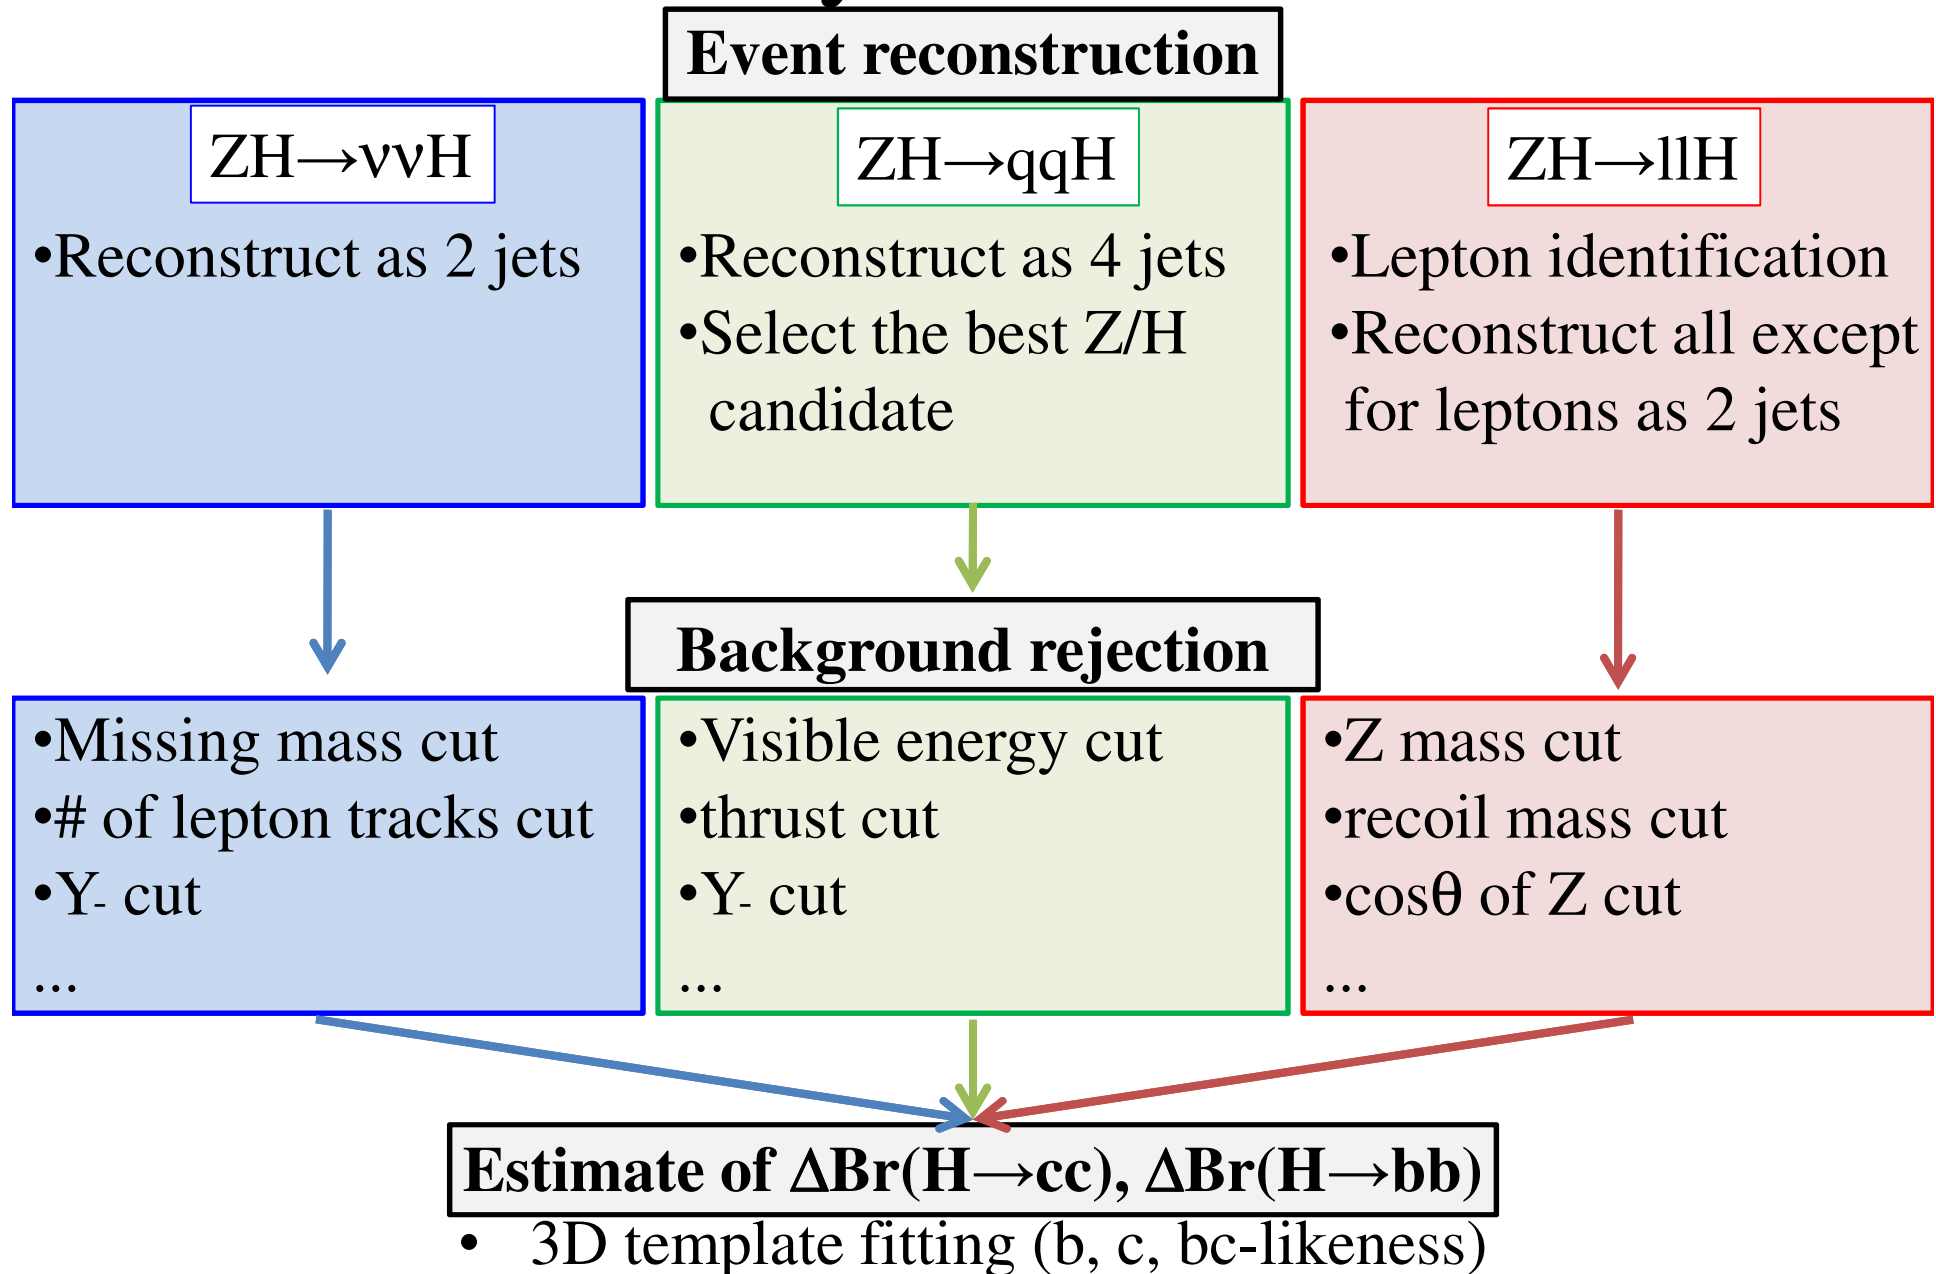 Event reconstruction
ZH→ννH
•Reconstruct as 2 jets
ZH→qqH
•Reconstruct as 4 jets
•Select the best Z/H
candidate
ZH→llH
•Lepton identification
•Reconstruct all except
for leptons as 2 jets
Background rejection
•Missing mass cut
•# of lepton tracks cut
•Y- cut
...
•Visible energy cut
•thrust cut
•Y- cut
...
•Z mass cut
•recoil mass cut
•cosθ of Z cut
...
Estimate of ΔBr(H→cc), ΔBr(H→bb)
• 3D template fitting (b, c, bc-likeness)